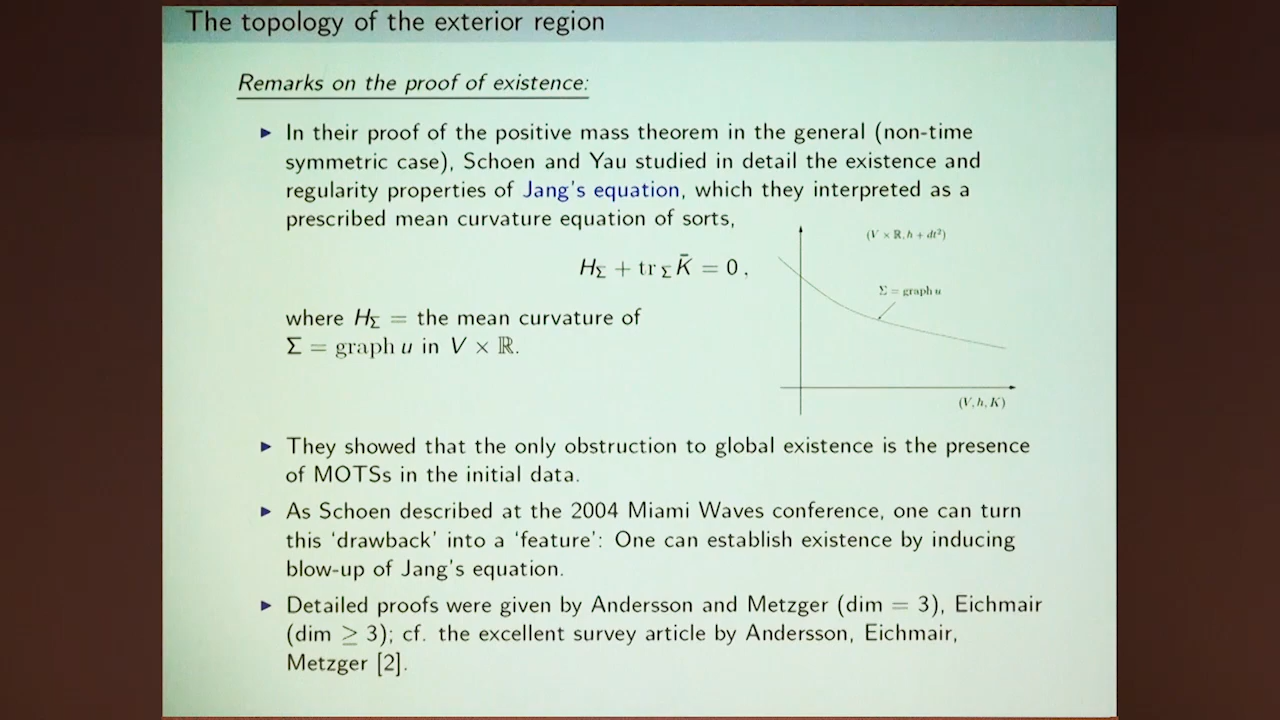 The topology of the exterior region
Remarks on the proof of existence:
▶ In their proof of the positive mass theorem in the general (non-time
symmetric case), Schoen and Yau studied in detail the existence and
regularity properties of Jang's equation, which they interpreted as a
prescribed mean curvature equation of sorts,
H_Σ + tr_Σ K̄ = 0 ,
where H_Σ = the mean curvature of
Σ = graph u in V × ℝ.
(V × ℝ, h + dt²)
Σ = graph u
(V, h, K)
▶ They showed that the only obstruction to global existence is the presence
of MOTSs in the initial data.
▶ As Schoen described at the 2004 Miami Waves conference, one can turn
this 'drawback' into a 'feature': One can establish existence by inducing
blow-up of Jang's equation.
▶ Detailed proofs were given by Andersson and Metzger (dim = 3), Eichmair
(dim ≥ 3); cf. the excellent survey article by Andersson, Eichmair,
Metzger [2].